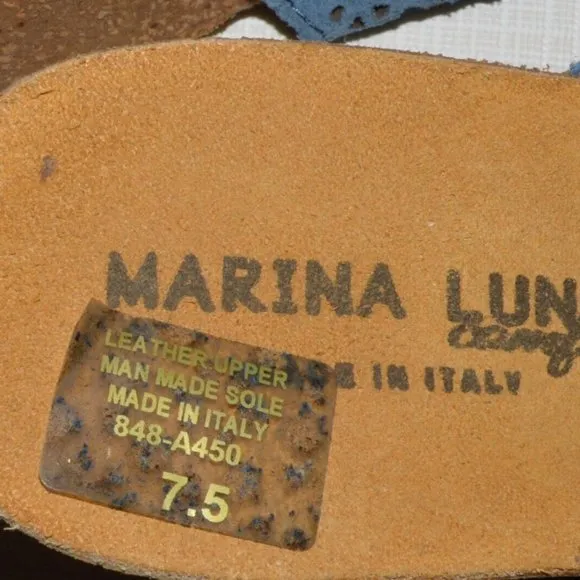 MARINA LUN
E IN ITALY
LEATHER UPPER
MAN MADE SOLE
MADE IN ITALY
848-A450
7.5